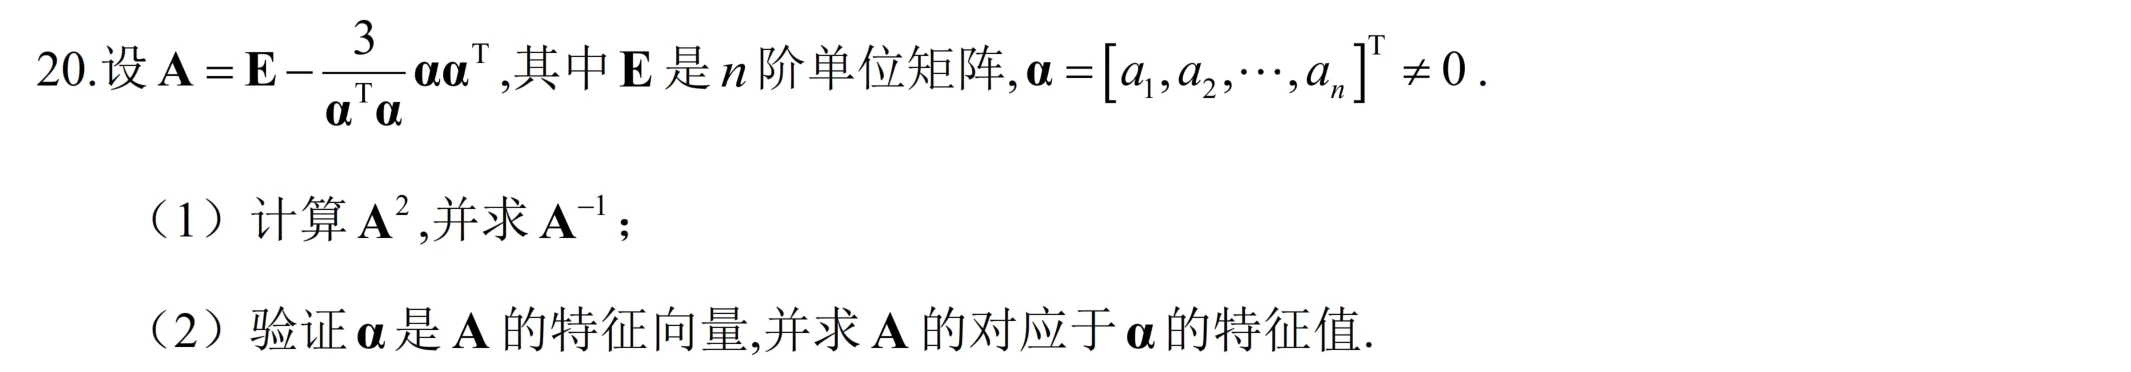 20.设 $\mathbf{A}=\mathbf{E}-\frac{3}{\boldsymbol{\alpha}^{\mathrm{T}}\boldsymbol{\alpha}}\boldsymbol{\alpha}\boldsymbol{\alpha}^{\mathrm{T}}$,其中 $\mathbf{E}$ 是 $n$ 阶单位矩阵,$\boldsymbol{\alpha}=\left[a_1,a_2,\cdots,a_n\right]^{\mathrm{T}}\neq 0$.
（1）计算 $\mathbf{A}^2$,并求 $\mathbf{A}^{-1}$；
（2）验证 $\boldsymbol{\alpha}$ 是 $\mathbf{A}$ 的特征向量,并求 $\mathbf{A}$ 的对应于 $\boldsymbol{\alpha}$ 的特征值.